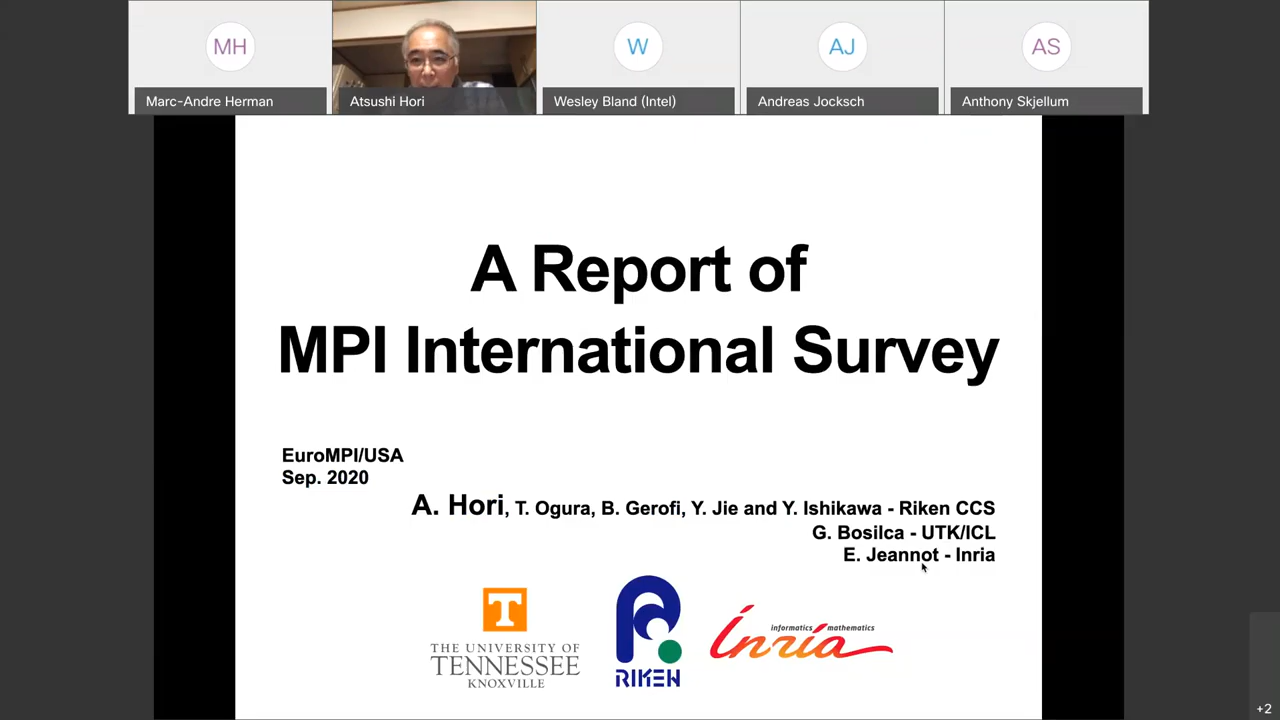 MH
W
AJ
AS
Marc-Andre Herman
Atsushi Hori
Wesley Bland (Intel)
Andreas Jocksch
Anthony Skjellum
A Report of
MPI International Survey
EuroMPI/USA
Sep. 2020
A. Hori, T. Ogura, B. Gerofi, Y. Jie and Y. Ishikawa - Riken CCS
G. Bosilca - UTK/ICL
E. Jeannot - Inria
T
THE UNIVERSITY OF
TENNESSEE
KNOXVILLE
RIKEN
informatics mathematics
Inria
+2